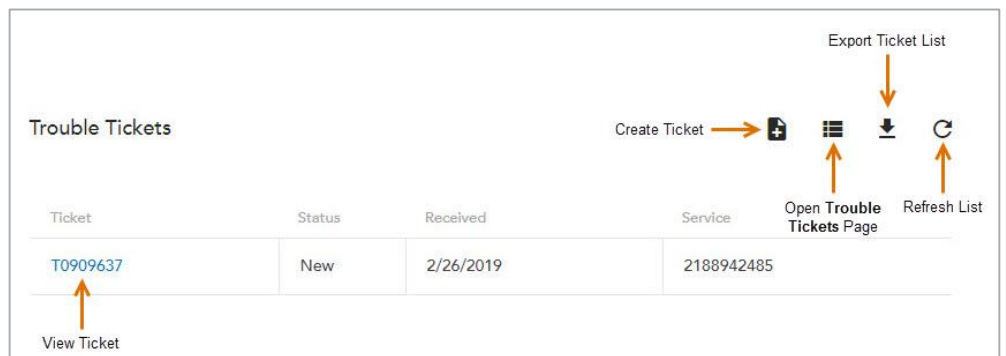 Export Ticket List
Trouble Tickets
Create Ticket
Open Trouble
Tickets Page
Refresh List
Ticket Status Received Service
T0909637 New 2/26/2019 2188942485
View Ticket